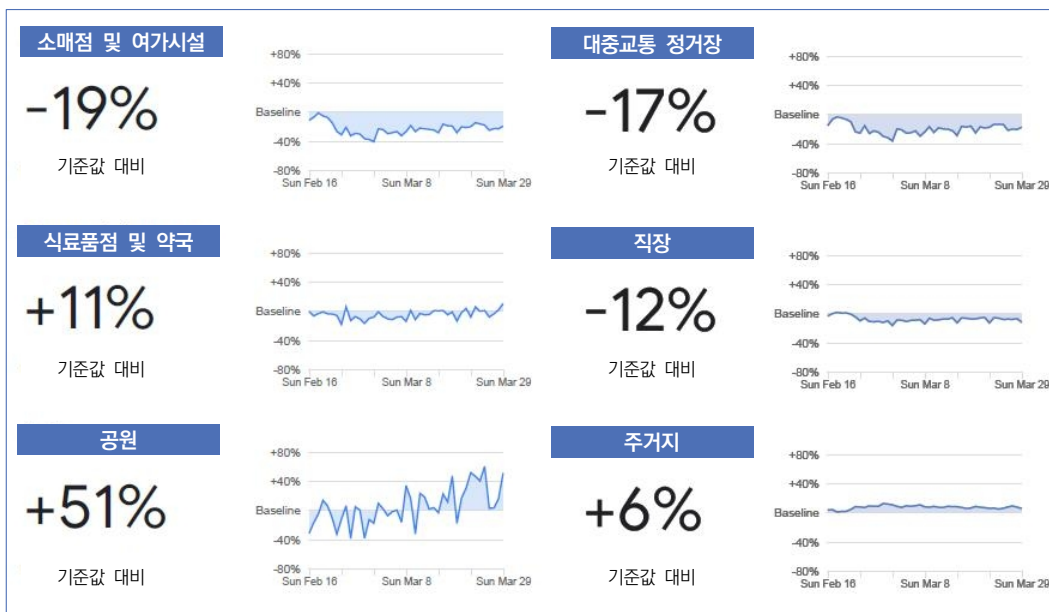 소매점 및 여가시설
-19%
기준값 대비
+80%
+40%
Baseline
-40%
-80%
Sun Feb 16
Sun Mar 8
Sun Mar 29
대중교통 정거장
-17%
기준값 대비
+80%
+40%
Baseline
-40%
-80%
Sun Feb 16
Sun Mar 8
Sun Mar 29
식료품점 및 약국
+11%
기준값 대비
+80%
+40%
Baseline
-40%
-80%
Sun Feb 16
Sun Mar 8
Sun Mar 29
직장
-12%
기준값 대비
+80%
+40%
Baseline
-40%
-80%
Sun Feb 16
Sun Mar 8
Sun Mar 29
공원
+51%
기준값 대비
+80%
+40%
Baseline
-40%
-80%
Sun Feb 16
Sun Mar 8
Sun Mar 29
주거지
+6%
기준값 대비
+80%
+40%
Baseline
-40%
-80%
Sun Feb 16
Sun Mar 8
Sun Mar 29